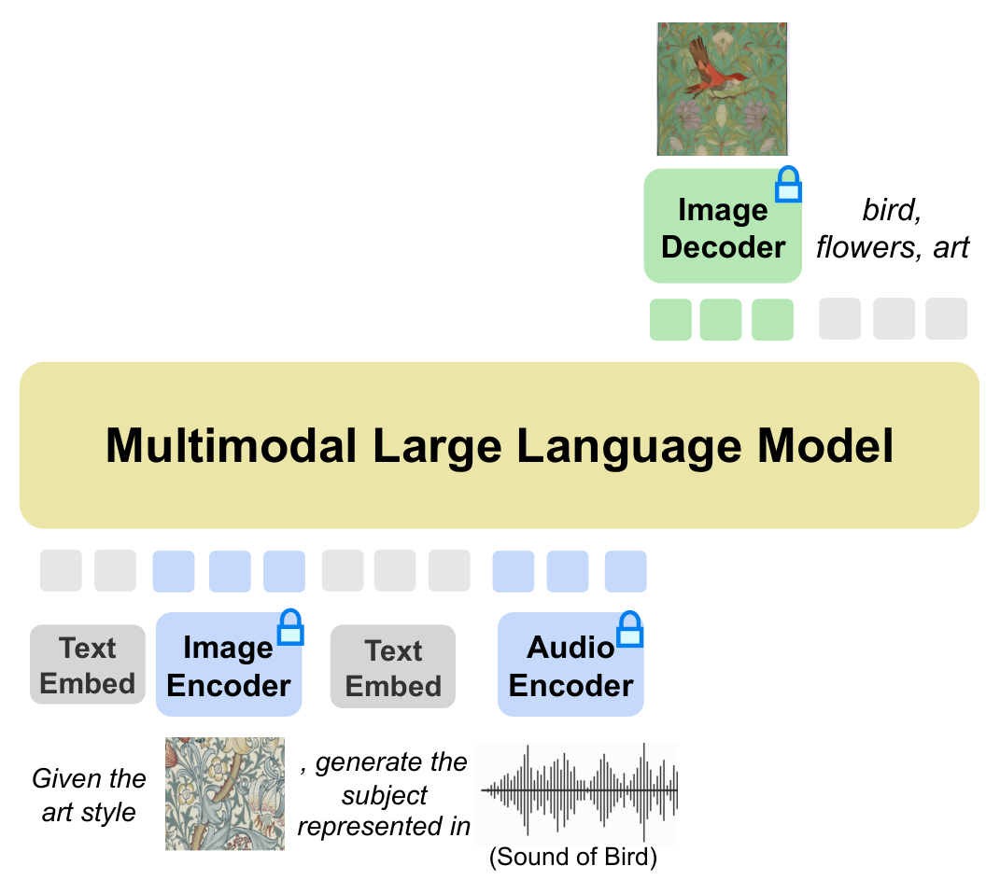 Image
Decoder
bird,
flowers, art
Multimodal Large Language Model
Text
Embed
Image
Encoder
Text
Embed
Audio
Encoder
Given the
art style
, generate the
subject
represented in
(Sound of Bird)